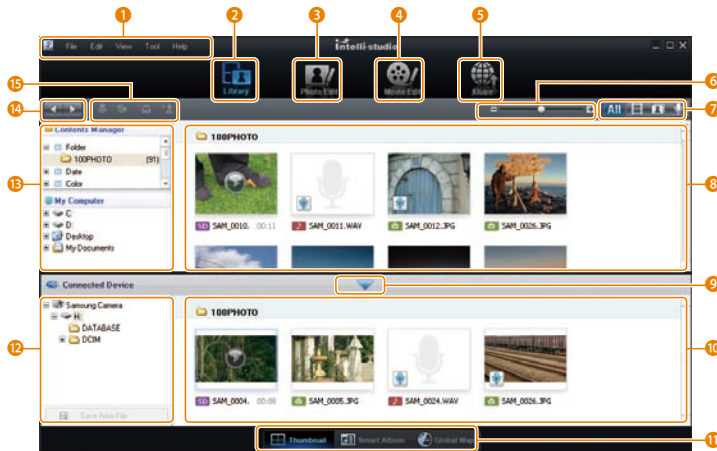 1
2
3
4
5
File Edit View Tool Help
Intelli-studio
Library
Photo Edit
Movie Edit
Share
15
6
14
All
7
Contents Manager
Folder
100PHOTO (91)
Date
Color
13
My Computer
C:
D:
Desktop
My Documents
100PHOTO
SD SAM_0010. 00:11
SAM_0011.WAV
SAM_0012.JPG
SAM_0026.JPG
8
Connected Device
9
Samsung Camera
H:
DATABASE
DCIM
12
Save New File
100PHOTO
SD SAM_0004. 00:08
SAM_0005.JPG
SAM_0024.WAV
SAM_0026.JPG
10
Thumbnail
Smart Album
Global Map
11